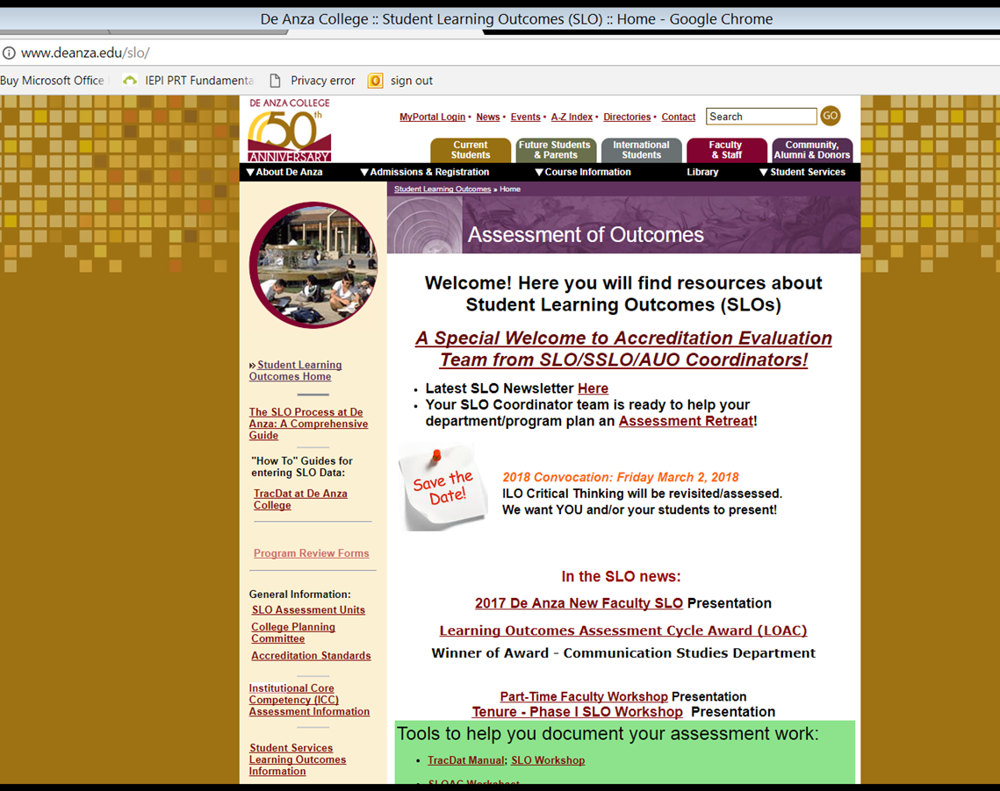 De Anza College :: Student Learning Outcomes (SLO) :: Home - Google Chrome
www.deanza.edu/slo/
Buy Microsoft Office
IEPI PRT Fundamenta
Privacy error
sign out
DE ANZA COLLEGE
50th
ANNIVERSARY
MyPortal Login • News • Events • A-Z Index • Directories • Contact
Search
GO
Current
Students
Future Students
& Parents
International
Students
Faculty
& Staff
Community,
Alumni & Donors
▼About De Anza
▼Admissions & Registration
▼Course Information
Library
▼Student Services
Student Learning Outcomes » Home
Assessment of Outcomes
Student Learning
Outcomes Home
The SLO Process at De
Anza: A Comprehensive
Guide
"How To" Guides for
entering SLO Data:
TracDat at De Anza
College
Program Review Forms
General Information:
SLO Assessment Units
College Planning
Committee
Accreditation Standards
Institutional Core
Competency (ICC)
Assessment Information
Student Services
Learning Outcomes
Information
Welcome! Here you will find resources about
Student Learning Outcomes (SLOs)
A Special Welcome to Accreditation Evaluation
Team from SLO/SSLO/AUO Coordinators!
• Latest SLO Newsletter Here
• Your SLO Coordinator team is ready to help your
department/program plan an Assessment Retreat!
Save the
Date!
2018 Convocation: Friday March 2, 2018
ILO Critical Thinking will be revisited/assessed.
We want YOU and/or your students to present!
In the SLO news:
2017 De Anza New Faculty SLO Presentation
Learning Outcomes Assessment Cycle Award (LOAC)
Winner of Award - Communication Studies Department
Part-Time Faculty Workshop Presentation
Tenure - Phase I SLO Workshop Presentation
Tools to help you document your assessment work:
• TracDat Manual; SLO Workshop
• SLOAC Worksheet